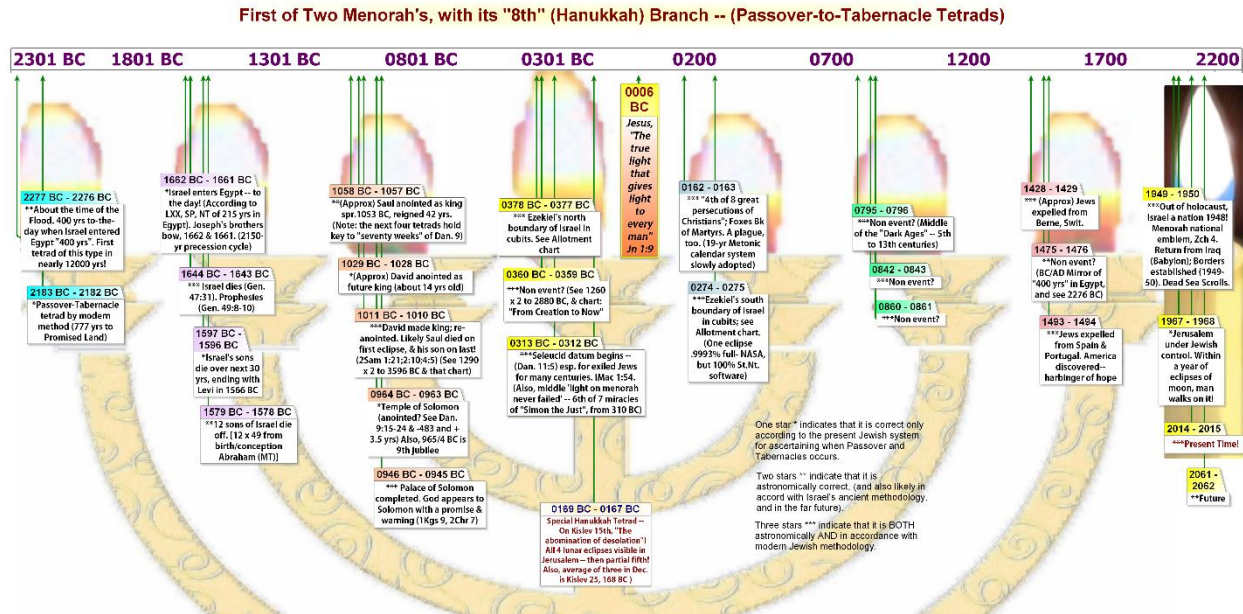 First of Two Menorah's, with its "8th" (Hanukkah) Branch -- (Passover-to-Tabernacle Tetrads)
2301 BC 1801 BC 1301 BC 0801 BC 0301 BC 0200 0700 1200 1700 2200
2277 BC - 2276 BC
**About the time of the
Flood. 400 yrs to-the-
day when Israel entered
Egypt "400 yrs". First
tetrad of this type in
nearly 12000 yrs!
2183 BC - 2182 BC
*Passover-Tabernacle
tetrad by modern
method (777 yrs to
Promised Land)
1662 BC - 1661 BC
*Israel enters Egypt -- to
the day! (According to
LXX, SP, NT of 215 yrs in
Egypt). Joseph's brothers
bow, 1662 & 1661. (2150-
yr precession cycle)
1644 BC - 1643 BC
*** Israel dies (Gen.
47:31). Prophesies
(Gen. 49:8-10)
1597 BC -
1596 BC
*Israel's sons
die over next 30
yrs, ending with
Levi in 1566 BC
1579 BC - 1578 BC
**12 sons of Israel die
off. [12 x 49 from
birth/conception
Abraham (MT)]
1058 BC - 1057 BC
**(Approx) Saul anointed as king
spr.1053 BC, reigned 42 yrs.
(Note: the next four tetrads hold
key to "seventy weeks" of Dan. 9)
1029 BC - 1028 BC
*(Approx) David anointed as
future king (about 14 yrs old)
1011 BC - 1010 BC
***David made king; re-
anointed. Likely Saul died on
first eclipse, & his son on last!
(2Sam 1:21;2:10;4:5) (See 1290
x 2 to 3596 BC & that chart)
0964 BC - 0963 BC
*Temple of Solomon
(anointed? See Dan.
9:15-24 & -483 and +
3.5 yrs) Also, 965/4 BC is
9th Jubilee
0946 BC - 0945 BC
*** Palace of Solomon
completed. God appears to
Solomon with a promise &
warning (1Kgs 9, 2Chr 7)
0378 BC - 0377 BC
*** Ezekiel's north
boundary of Israel in
cubits. See Allotment
chart
0360 BC - 0359 BC
***Non event? (See 1260
x 2 to 2880 BC, & chart:
"From Creation to Now"
0313 BC - 0312 BC
***Seleucid datum begins --
(Dan. 11:5) esp. for exiled Jews
for many centuries. IMac 1:54.
(Also, middle 'light on menorah
never failed' -- 6th of 7 miracles
of "Simon the Just", from 310 BC)
0169 BC - 0167 BC
Special Hanukkah Tetrad --
On Kislev 15th, "The
abomination of desolation"!
All 4 lunar eclipses visible in
Jerusalem -- then partial fifth!
Also, average of three in Dec.
is Kislev 25, 168 BC )
0006
BC
Jesus,
"The
true
light
that
gives
light
to
every
man"
Jn 1:9
0162 - 0163
*** "4th of 8 great
persecutions of
Christians"; Foxes Bk
of Martyrs. A plague,
too. (19-yr Metonic
calendar system
slowly adopted)
0274 - 0275
***Ezekiel's south
boundary of Israel
in cubits; see
Allotment chart.
(One eclipse
.9993% full- NASA,
but 100% St.Nt.
software)
0795 - 0796
***Non event? (Middle
of the "Dark Ages" -- 5th
to 13th centuries)
0842 - 0843
***Non event?
0860 - 0861
***Non event?
One star * indicates that it is correct only
according to the present Jewish system
for ascertaining when Passover and
Tabernacles occurs.
Two stars ** indicate that it is
astronomically correct, (and also likely in
accord with Israel's ancient methodology,
and in the far future).
Three stars *** indicate that it is BOTH
astronomically AND in accordance with
modern Jewish methodology.
1428 - 1429
*** (Approx) Jews
expelled from
Berne, Swit.
1475 - 1476
**Non event?
(BC/AD Mirror of
"400 yrs" in Egypt,
and see 2276 BC)
1493 - 1494
***Jews expelled
from Spain &
Portugal. America
discovered--
harbinger of hope
1949 - 1950
***Out of holocaust,
Israel a nation 1948!
Menorah national
emblem, Zch 4.
Return from Iraq
(Babylon); Borders
established (1949-
50). Dead Sea Scrolls.
1967 - 1968
*Jerusalem
under Jewish
control. Within
a year of
eclipses of
moon, man
walks on it!
2014 - 2015
***Present Time!
2061 -
2062
**Future